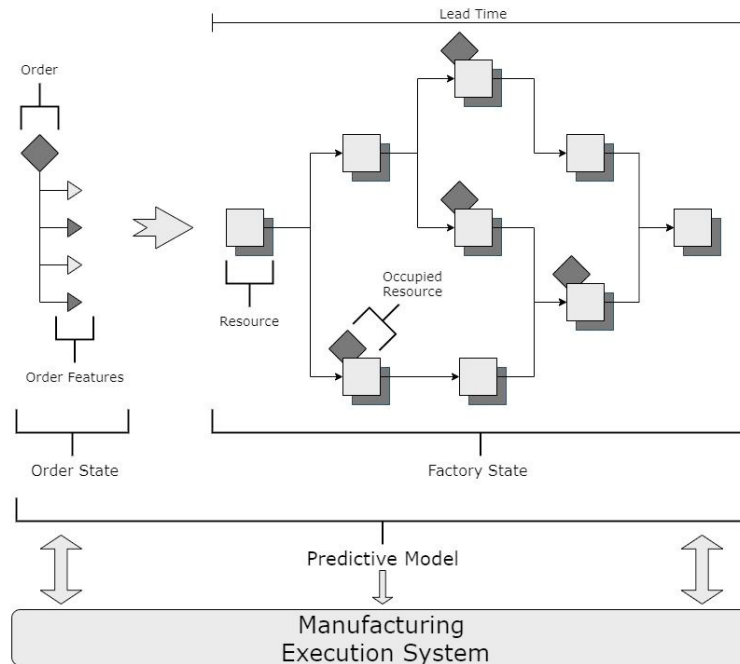 Lead Time
Order
Occupied
Resource
Resource
Order Features
Order State
Factory State
Predictive Model
Manufacturing
Execution System